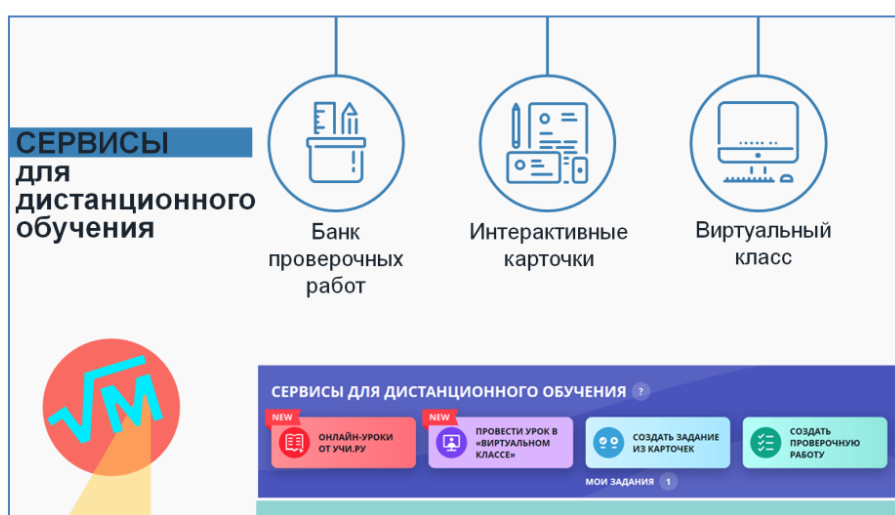 СЕРВИСЫ
для
дистанционного
обучения
Банк
проверочных
работ
Интерактивные
карточки
Виртуальный
класс
√М
СЕРВИСЫ ДЛЯ ДИСТАНЦИОННОГО ОБУЧЕНИЯ ?
NEW
ОНЛАЙН-УРОКИ
ОТ УЧИ.РУ
NEW
ПРОВЕСТИ УРОК В
«ВИРТУАЛЬНОМ
КЛАССЕ»
СОЗДАТЬ ЗАДАНИЕ
ИЗ КАРТОЧЕК
СОЗДАТЬ
ПРОВЕРОЧНУЮ
РАБОТУ
МОИ ЗАДАНИЯ 1